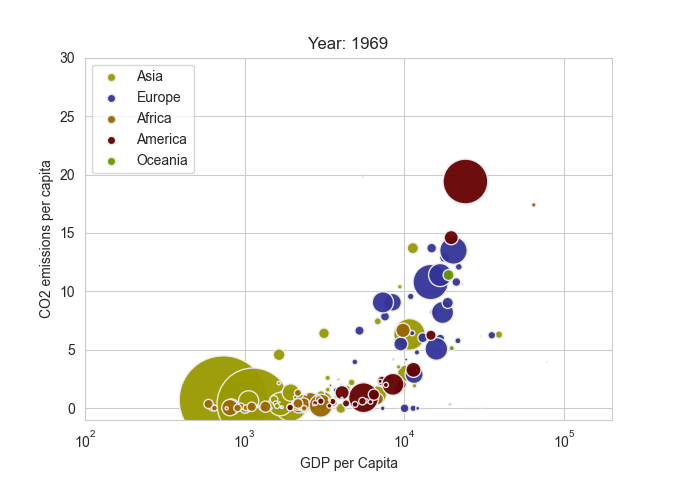 Year: 1969
CO2 emissions per capita
30
25
20
15
10
5
0
Asia
Europe
Africa
America
Oceania
10²
10³
10⁴
10⁵
GDP per Capita